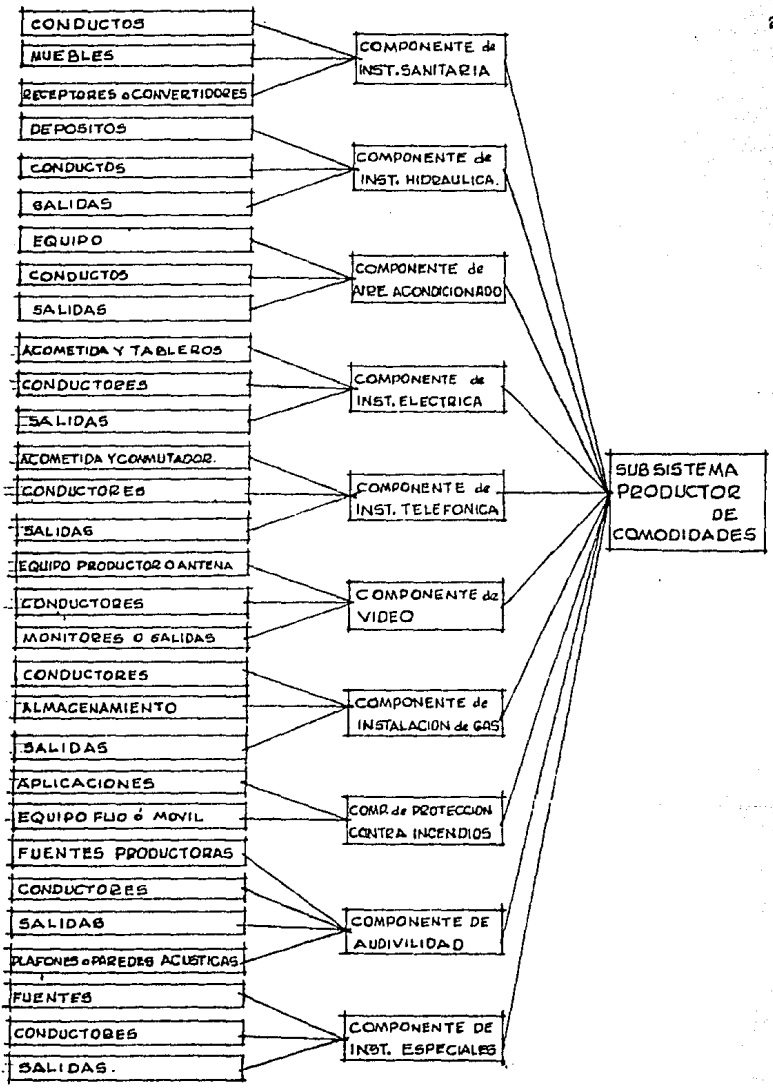 CONDUCTOS
MUEBLES
RECEPTORES o CONVERTIDORES
COMPONENTE de
INST. SANITARIA
DEPOSITOS
CONDUCTOS
SALIDAS
COMPONENTE de
INST. HIDRAULICA.
EQUIPO
CONDUCTOS
SALIDAS
COMPONENTE de
AIRE ACONDICIONADO
ACOMETIDA Y TABLEROS
CONDUCTORES
SALIDAS
COMPONENTE de
INST. ELECTRICA
ACOMETIDA Y CONMUTADOR.
CONDUCTORES
SALIDAS
COMPONENTE de
INST. TELEFONICA
EQUIPO PRODUCTOR O ANTENA
CONDUCTORES
MONITORES O SALIDAS
COMPONENTE de
VIDEO
CONDUCTORES
ALMACENAMIENTO
SALIDAS
COMPONENTE de
INSTALACION de GAS
APLICACIONES
EQUIPO FIJO ó MOVIL
COMP. de PROTECCION
CONTRA INCENDIOS
FUENTES PRODUCTORAS
CONDUCTORES
SALIDAS
PLAFONES o PAREDES ACUSTICAS
COMPONENTE DE
AUDIVILIDAD
FUENTES
CONDUCTORES
SALIDAS.
COMPONENTE DE
INST. ESPECIALES
SUBSISTEMA
PRODUCTOR
DE
COMODIDADES